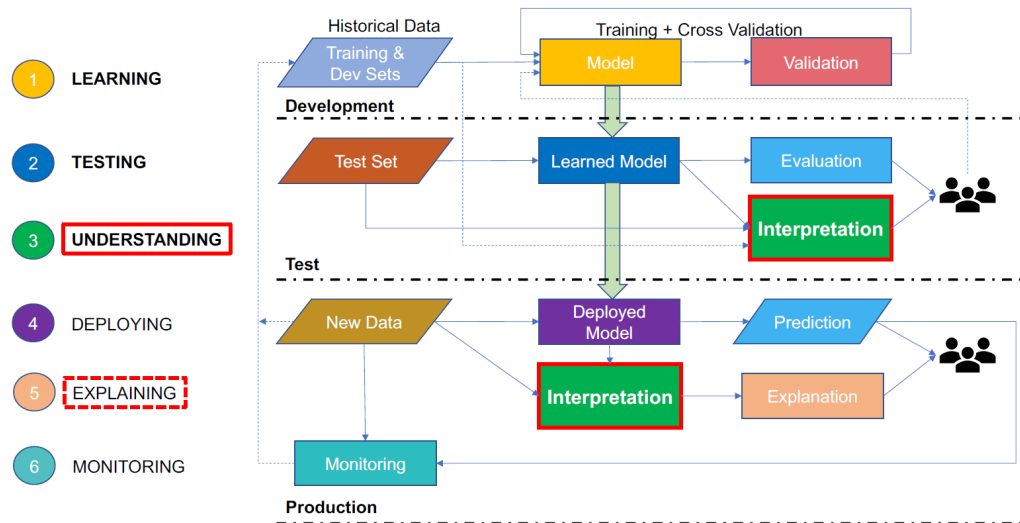 1
LEARNING
2
TESTING
3
UNDERSTANDING
4
DEPLOYING
5
EXPLAINING
6
MONITORING
Historical Data
Training &
Dev Sets
Training + Cross Validation
Model
Validation
Development
Test Set
Learned Model
Evaluation
Interpretation
Test
New Data
Deployed
Model
Prediction
Interpretation
Explanation
Monitoring
Production